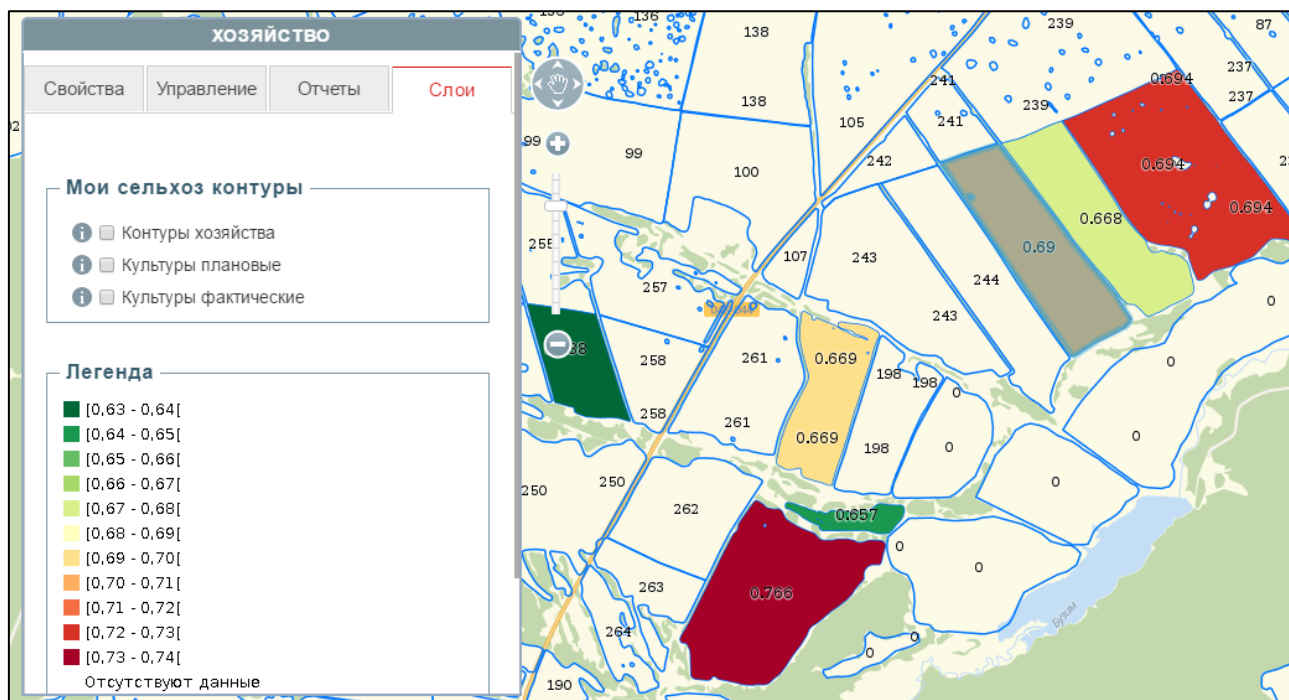 ХОЗЯЙСТВО
Свойства
Управление
Отчеты
Слои
Мои сельхоз контуры
Контуры хозяйства
Культуры плановые
Культуры фактические
Легенда
[0,63 - 0,64[
[0,64 - 0,65[
[0,65 - 0,66[
[0,66 - 0,67[
[0,67 - 0,68[
[0,68 - 0,69[
[0,69 - 0,70[
[0,70 - 0,71[
[0,71 - 0,72[
[0,72 - 0,73[
[0,73 - 0,74[
Отсутствуют данные
136
138
239
87
237
0.694
241
138
239
237
105
241
99
99
242
100
0.694
0.694
0.668
255
0.69
107
243
244
257
0
243
258
261
0.669
198
198
0
0
258
261
0.669
198
0
0
0
250
250
262
0.657
0
0
263
0.766
264
0
0
190
Бузим